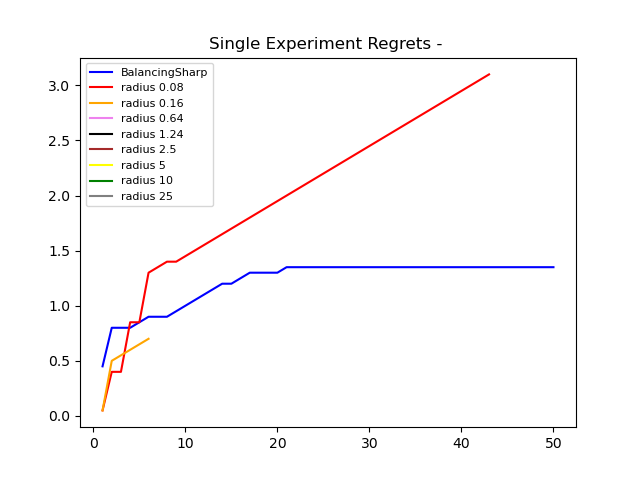 Single Experiment Regrets -
BalancingSharp
radius 0.08
radius 0.16
radius 0.64
radius 1.24
radius 2.5
radius 5
radius 10
radius 25
3.0
2.5
2.0
1.5
1.0
0.5
0.0
0 10 20 30 40 50